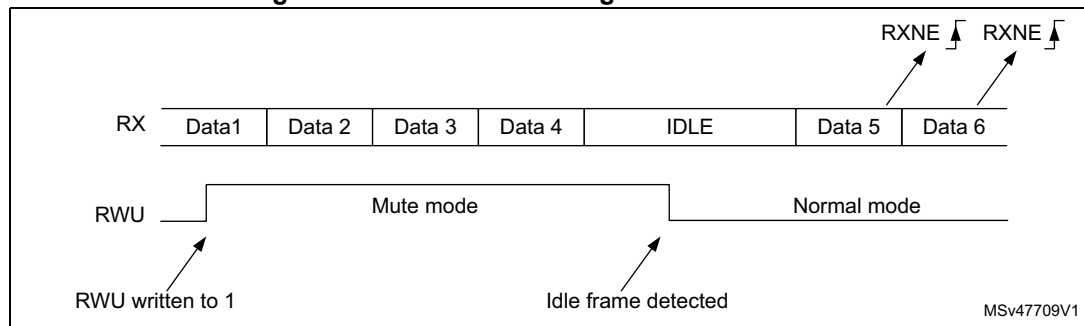 RXNE RXNE
RX Data1 Data 2 Data 3 Data 4 IDLE Data 5 Data 6
RWU Mute mode Normal mode
RWU written to 1 Idle frame detected
MSv47709V1